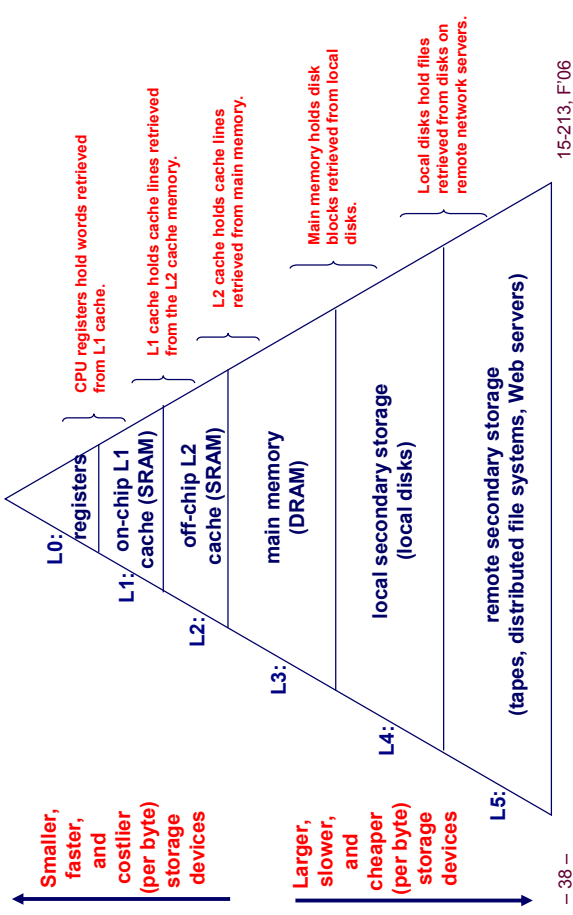 L0:
registers
CPU registers hold words retrieved
from L1 cache.
L1:
on-chip L1
cache (SRAM)
L1 cache holds cache lines retrieved
from the L2 cache memory.
L2:
off-chip L2
cache (SRAM)
L2 cache holds cache lines
retrieved from main memory.
L3:
main memory
(DRAM)
Main memory holds disk
blocks retrieved from local
disks.
L4:
local secondary storage
(local disks)
Local disks hold files
retrieved from disks on
remote network servers.
L5:
remote secondary storage
(tapes, distributed file systems, Web servers)
Smaller,
faster,
and
costlier
(per byte)
storage
devices
Larger,
slower,
and
cheaper
(per byte)
storage
devices
– 38 –
15-213, F’06